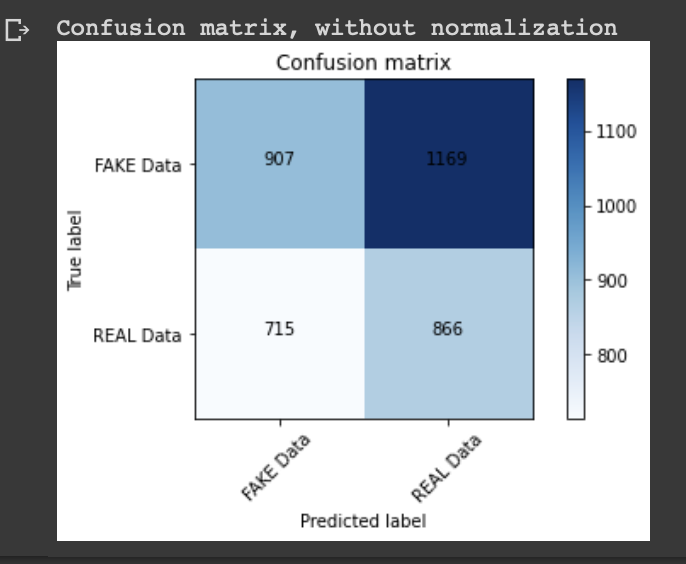 Confusion matrix, without normalization
Confusion matrix
FAKE Data 907 1169
REAL Data 715 866
True label
FAKE Data REAL Data
Predicted label
1100
1000
900
800